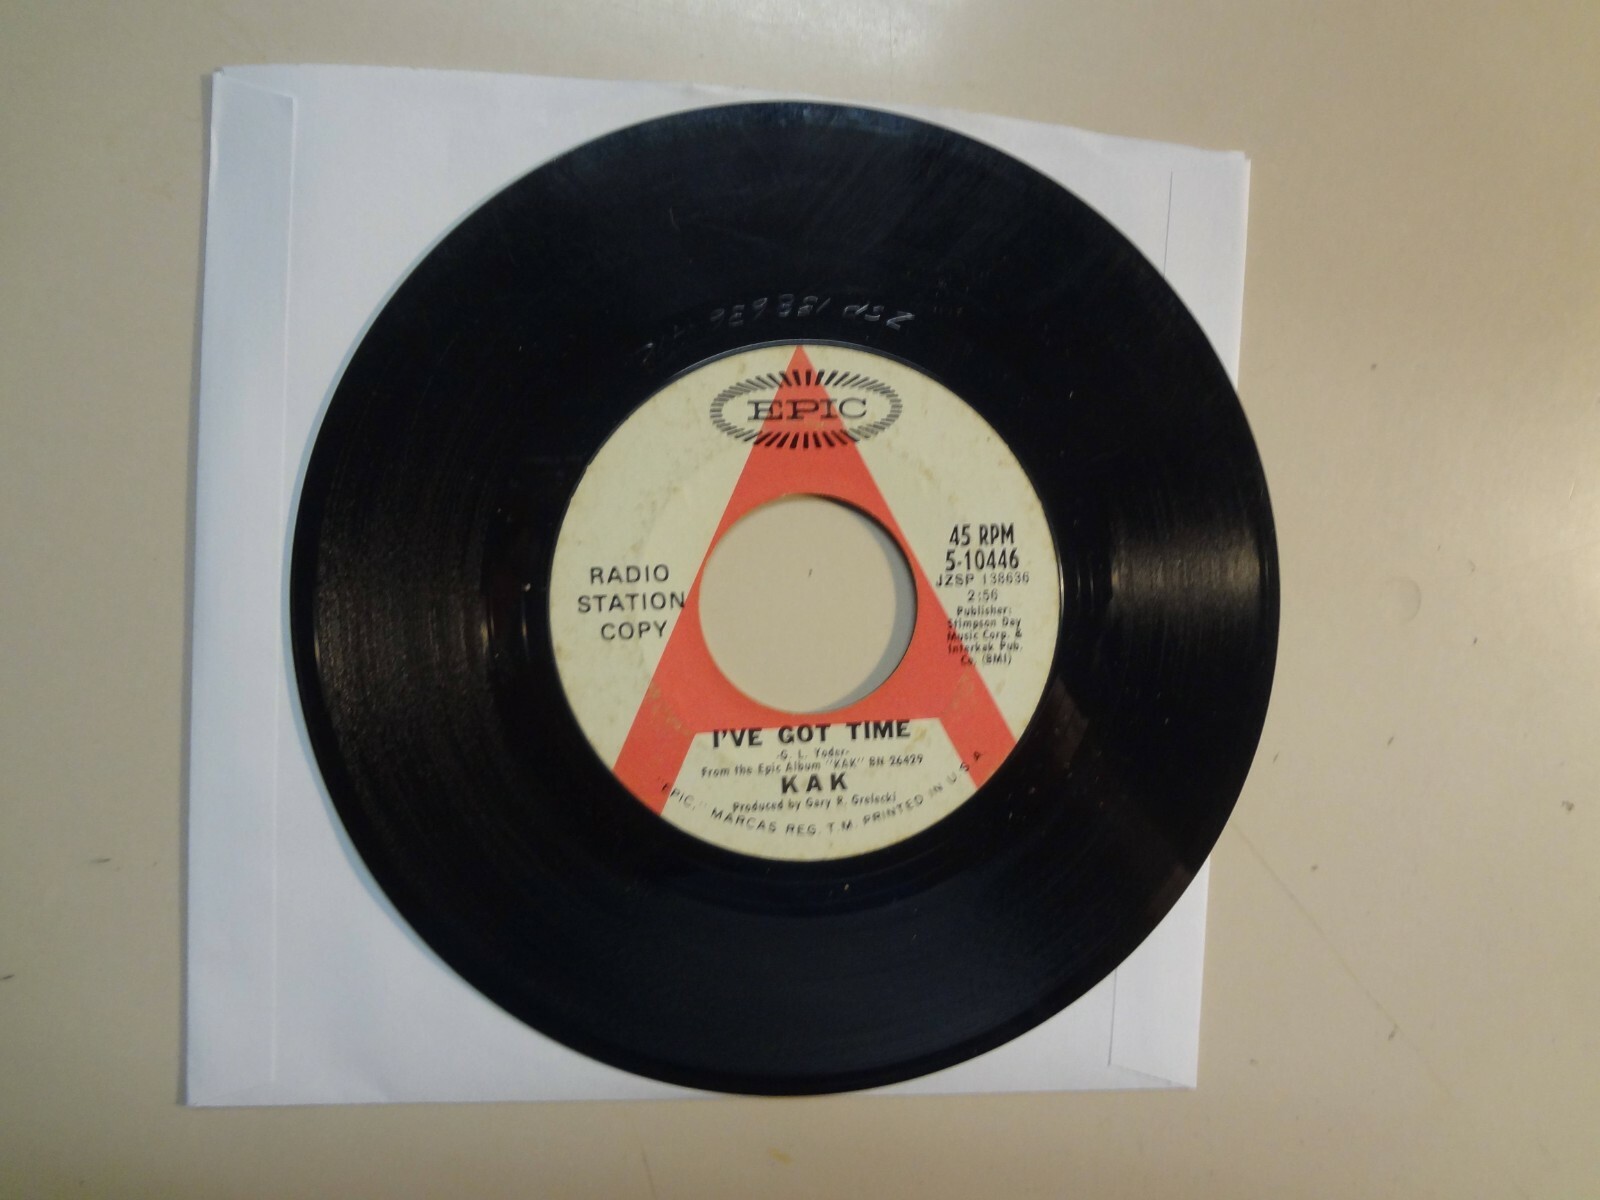 ZSP 138636
EPIC
45 RPM
5-10446
JZSP 138636
2:56
Publisher:
Stimpson Day
Music Corp. &
Interkak Pub.
Co. (BMI)
RADIO
STATION
COPY
I'VE GOT TIME
-G. L. Yoder-
From the Epic Album "KAK" BN 26429
KAK
Produced by Gary R. Grelecki
"EPIC," MARCAS REG. T.M. PRINTED IN U.S.A.